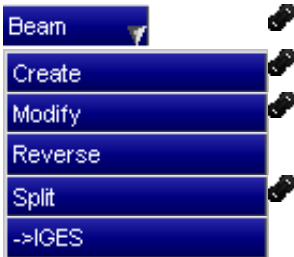 Beam
Create
Modify
Reverse
Split
->IGES